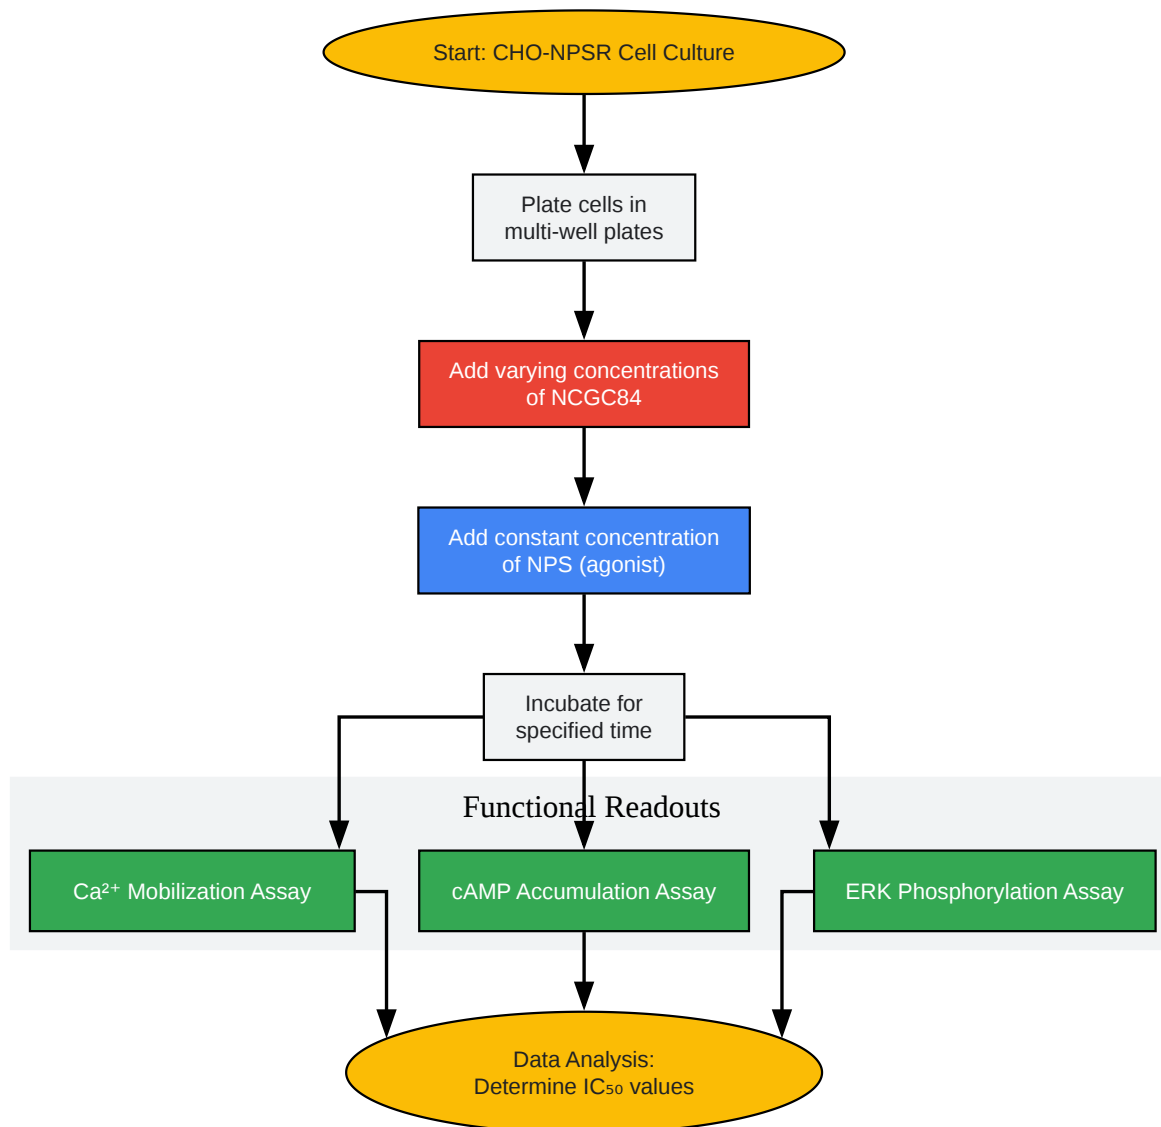 Start: CHO-NPSR Cell Culture
Plate cells in
multi-well plates
Add varying concentrations
of NCGC84
Add constant concentration
of NPS (agonist)
Incubate for
specified time
Functional Readouts
Ca²⁺ Mobilization Assay
cAMP Accumulation Assay
ERK Phosphorylation Assay
Data Analysis:
Determine IC₅₀ values